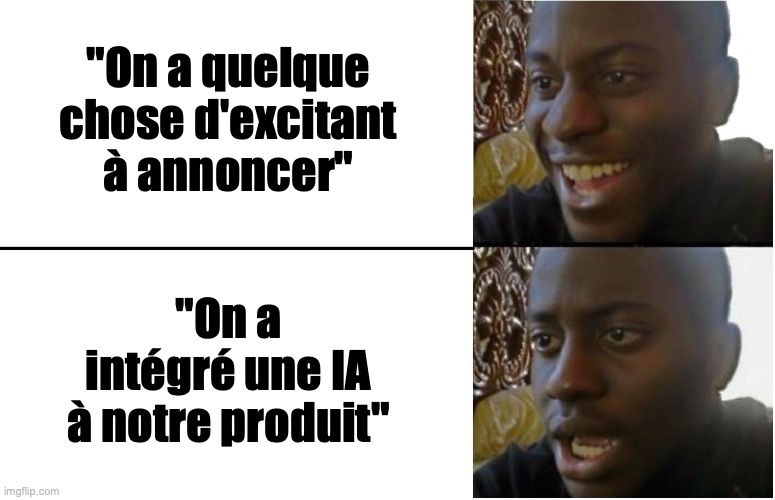 "On a quelque
chose d'excitant
à annoncer"
"On a
intégré une IA
à notre produit"
imgflip.com